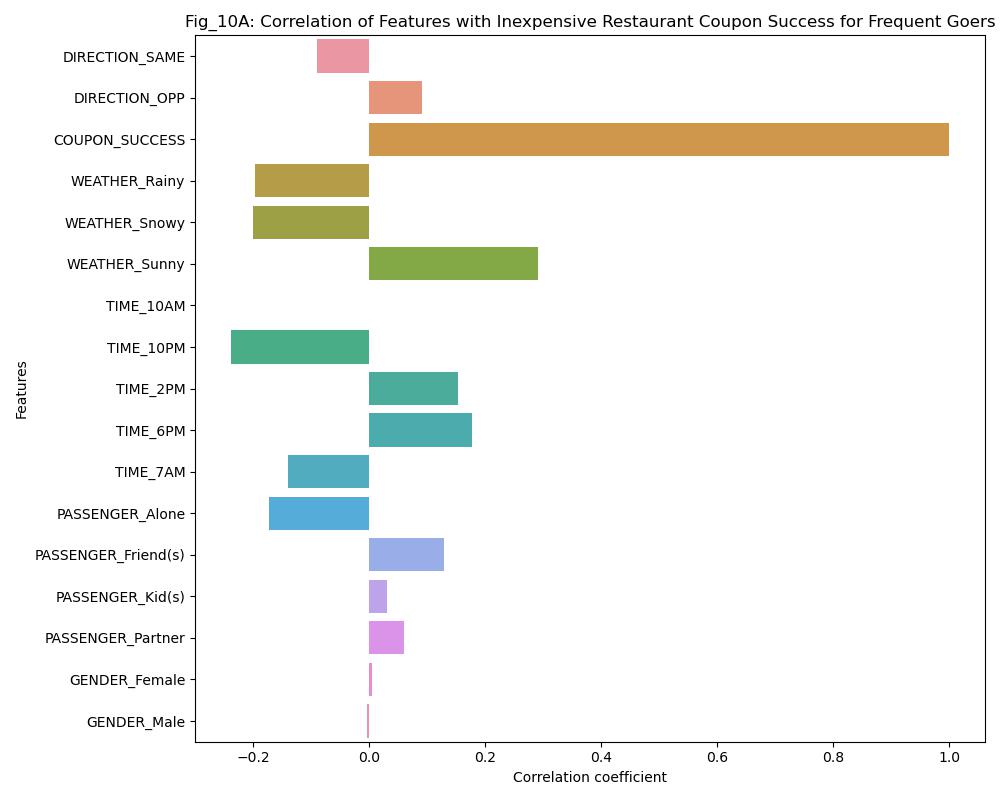 Fig_10A: Correlation of Features with Inexpensive Restaurant Coupon Success for Frequent Goers
DIRECTION_SAME
DIRECTION_OPP
COUPON_SUCCESS
WEATHER_Rainy
WEATHER_Snowy
WEATHER_Sunny
TIME_10AM
TIME_10PM
TIME_2PM
TIME_6PM
TIME_7AM
PASSENGER_Alone
PASSENGER_Friend(s)
PASSENGER_Kid(s)
PASSENGER_Partner
GENDER_Female
GENDER_Male
Features
−0.2 0.0 0.2 0.4 0.6 0.8 1.0
Correlation coefficient